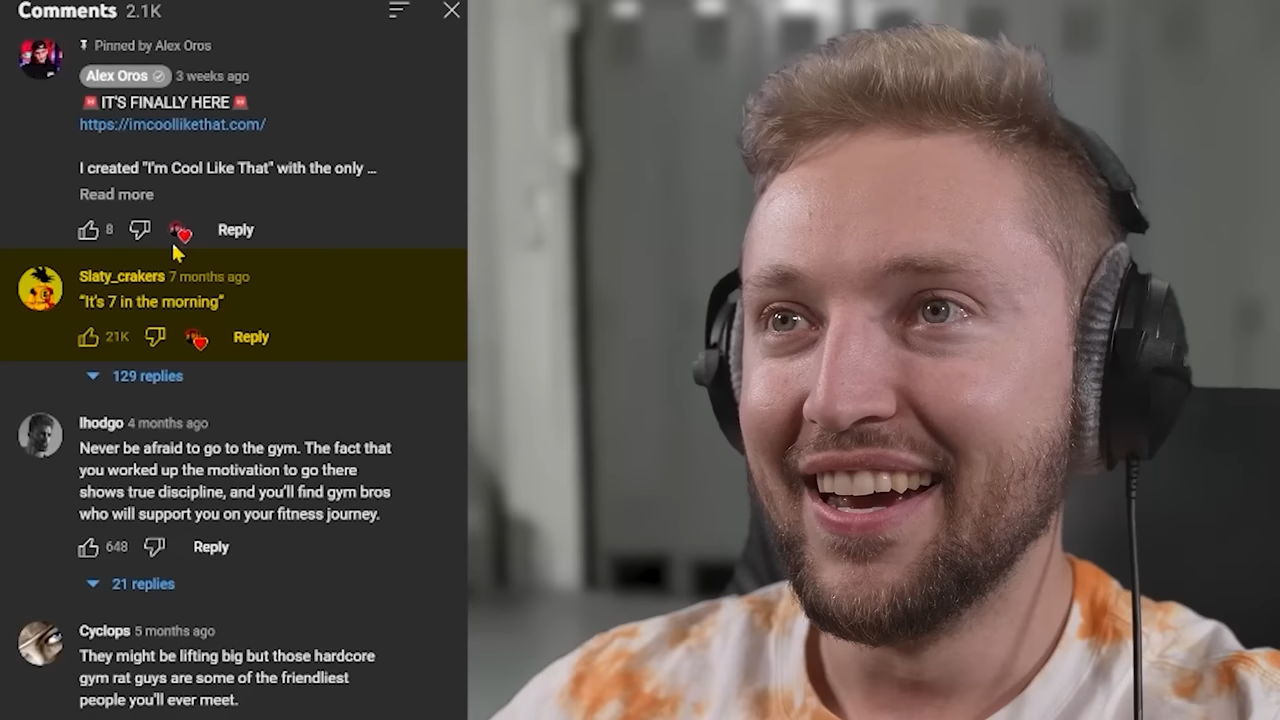 Comments 2.1K
Pinned by Alex Oros
Alex Oros 3 weeks ago
🚨 IT'S FINALLY HERE 🚨
https://imcoollikethat.com/
I created "I'm Cool Like That" with the only ...
Read more
8 Reply
Slaty_crakers 7 months ago
“It's 7 in the morning”
21K Reply
129 replies
lhodgo 4 months ago
Never be afraid to go to the gym. The fact that
you worked up the motivation to go there
shows true discipline, and you’ll find gym bros
who will support you on your fitness journey.
648 Reply
21 replies
Cyclops 5 months ago
They might be lifting big but those hardcore
gym rat guys are some of the friendliest
people you'll ever meet.